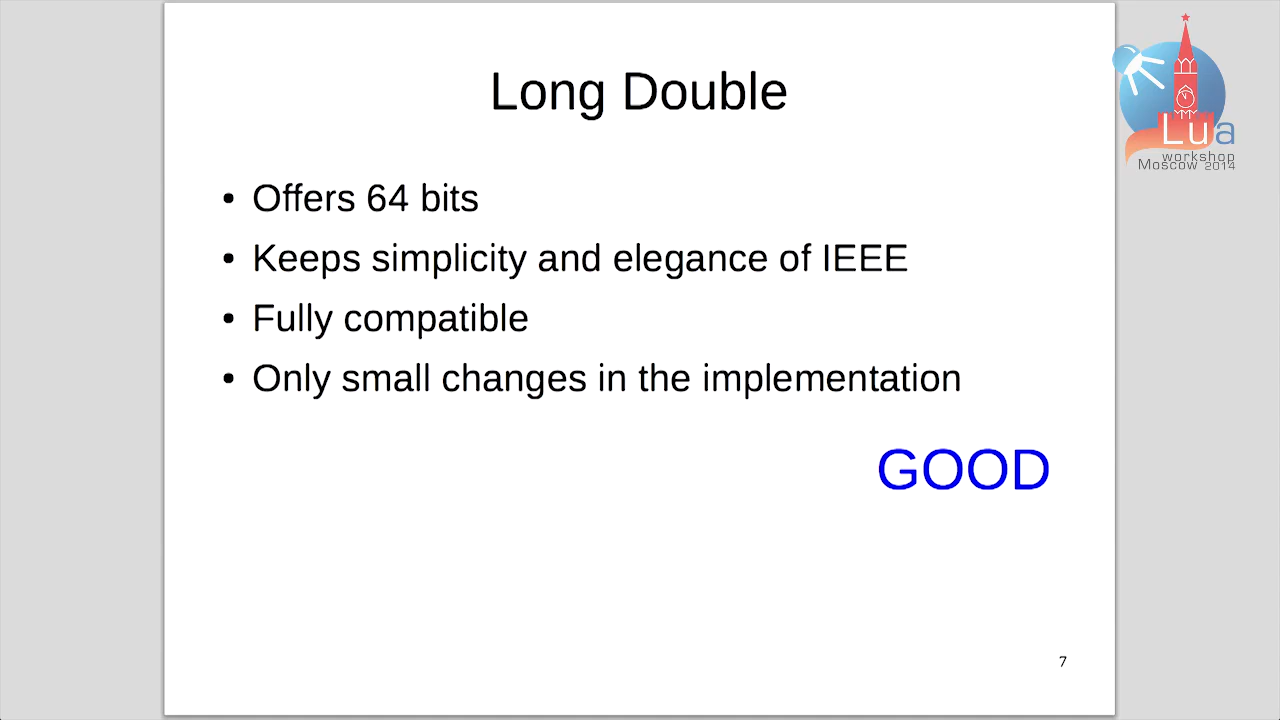 Long Double
• Offers 64 bits
• Keeps simplicity and elegance of IEEE
• Fully compatible
• Only small changes in the implementation
GOOD
7
Lua
workshop
Moscow 2014